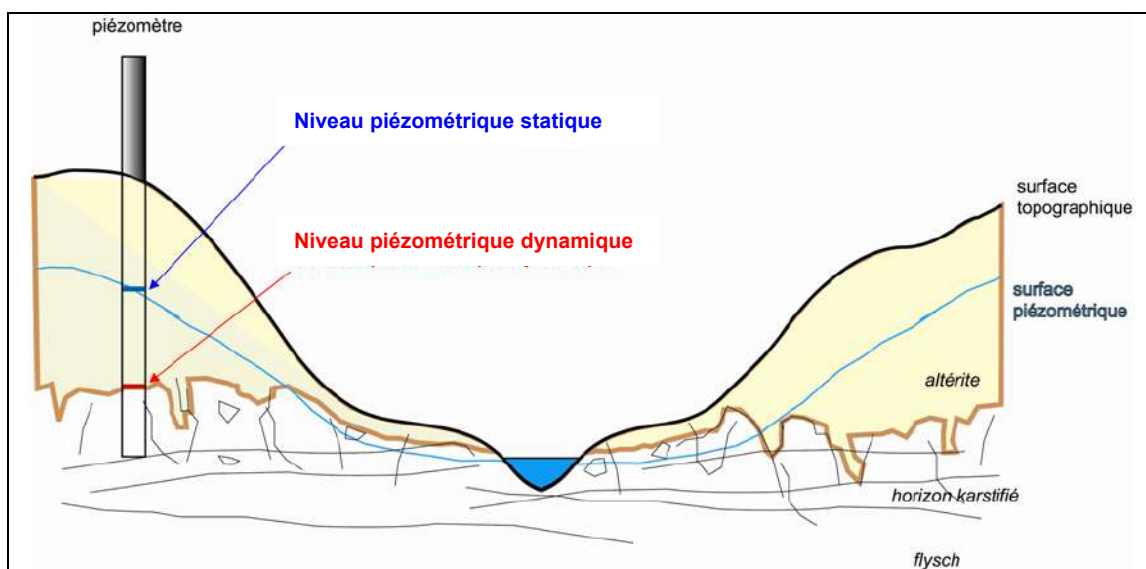 piézomètre
Niveau piézométrique statique
surface
topographique
Niveau piézométrique dynamique
surface
piézométrique
altérite
horizon karstifié
flysch